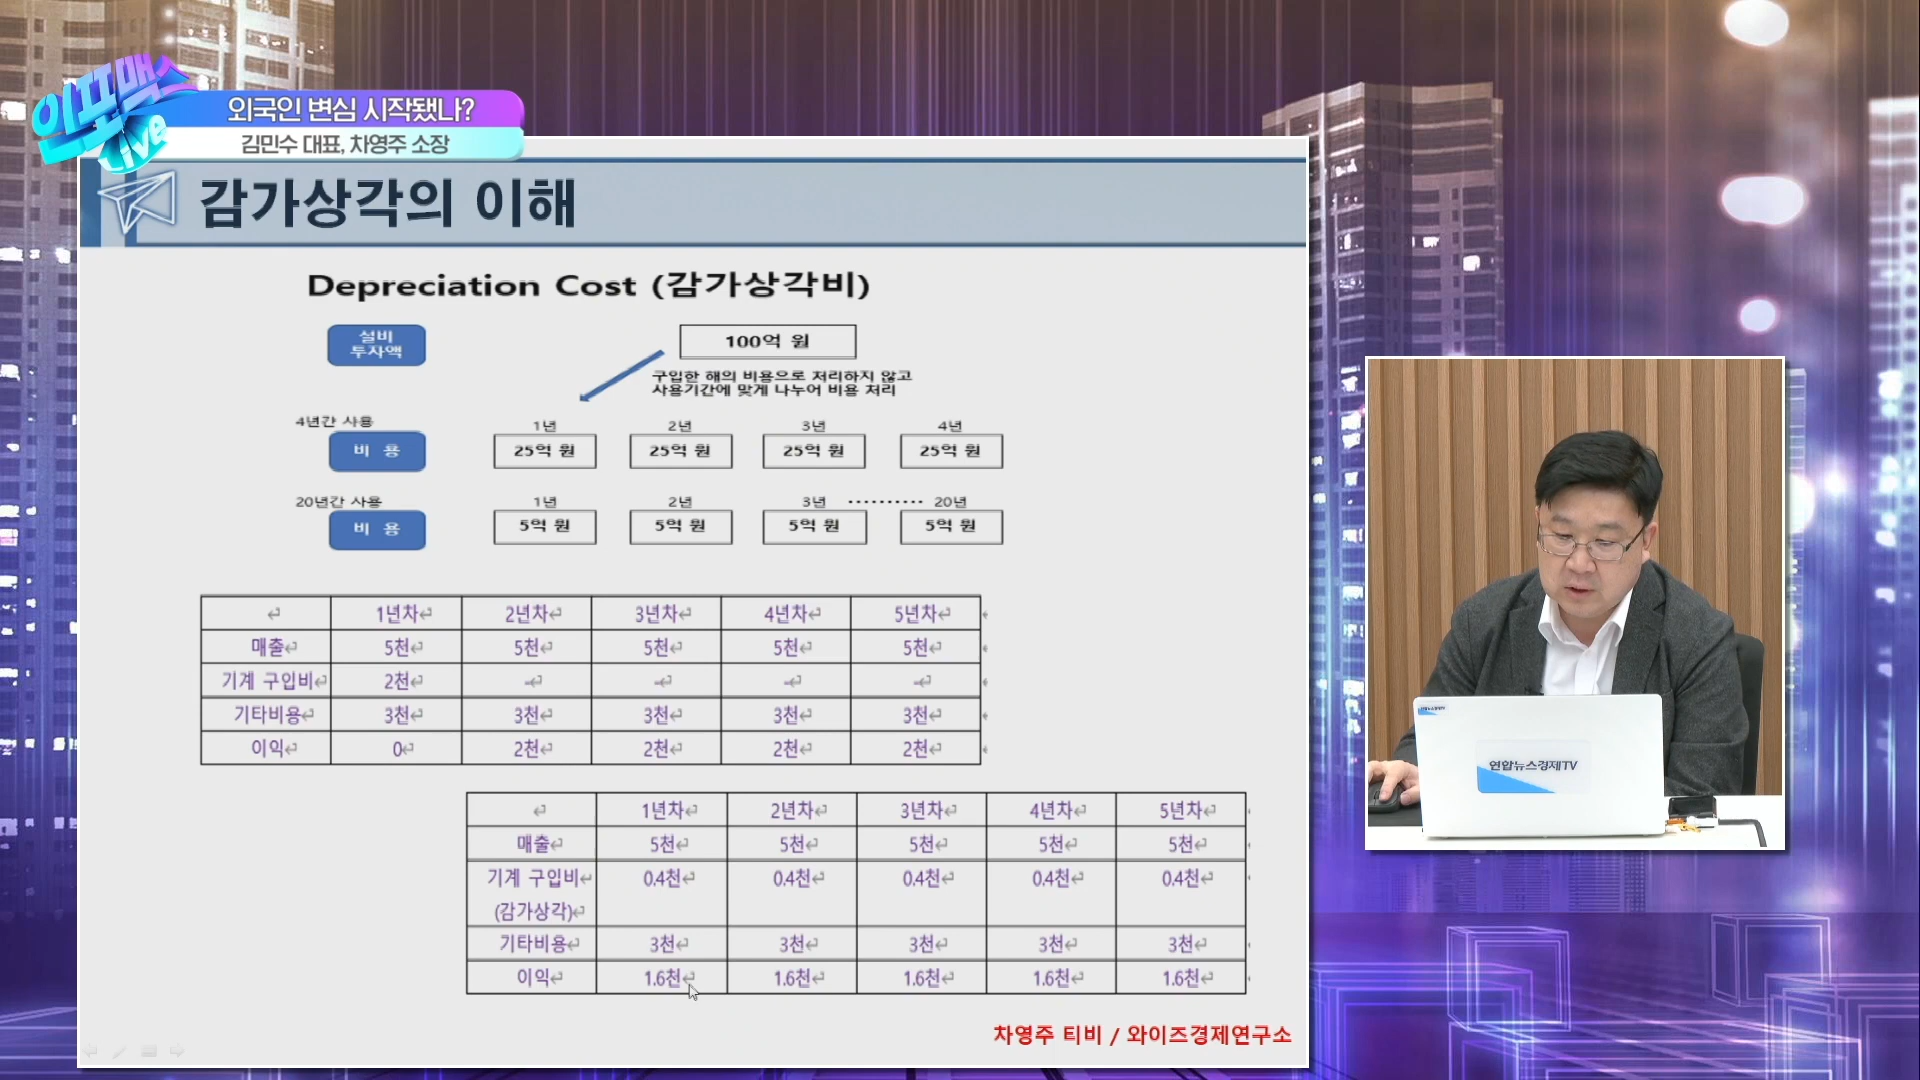 인포맥스
Live
외국인 변심 시작됐나?
김민수 대표, 차영주 소장
감가상각의 이해
Depreciation Cost (감가상각비)
설비
투자액
100억 원
구입한 해의 비용으로 처리하지 않고
사용기간에 맞게 나누어 비용 처리
4년간 사용
1년 2년 3년 4년
비 용 25억 원 25억 원 25억 원 25억 원
20년간 사용
1년 2년 3년 ·········· 20년
비 용 5억 원 5억 원 5억 원 5억 원
1년차 2년차 3년차 4년차 5년차
매출 5천 5천 5천 5천 5천
기계 구입비 2천 - - - -
기타비용 3천 3천 3천 3천 3천
이익 0 2천 2천 2천 2천
1년차 2년차 3년차 4년차 5년차
매출 5천 5천 5천 5천 5천
기계 구입비 0.4천 0.4천 0.4천 0.4천 0.4천
(감가상각)
기타비용 3천 3천 3천 3천 3천
이익 1.6천 1.6천 1.6천 1.6천 1.6천
차영주 티비 / 와이즈경제연구소
연합뉴스경제TV